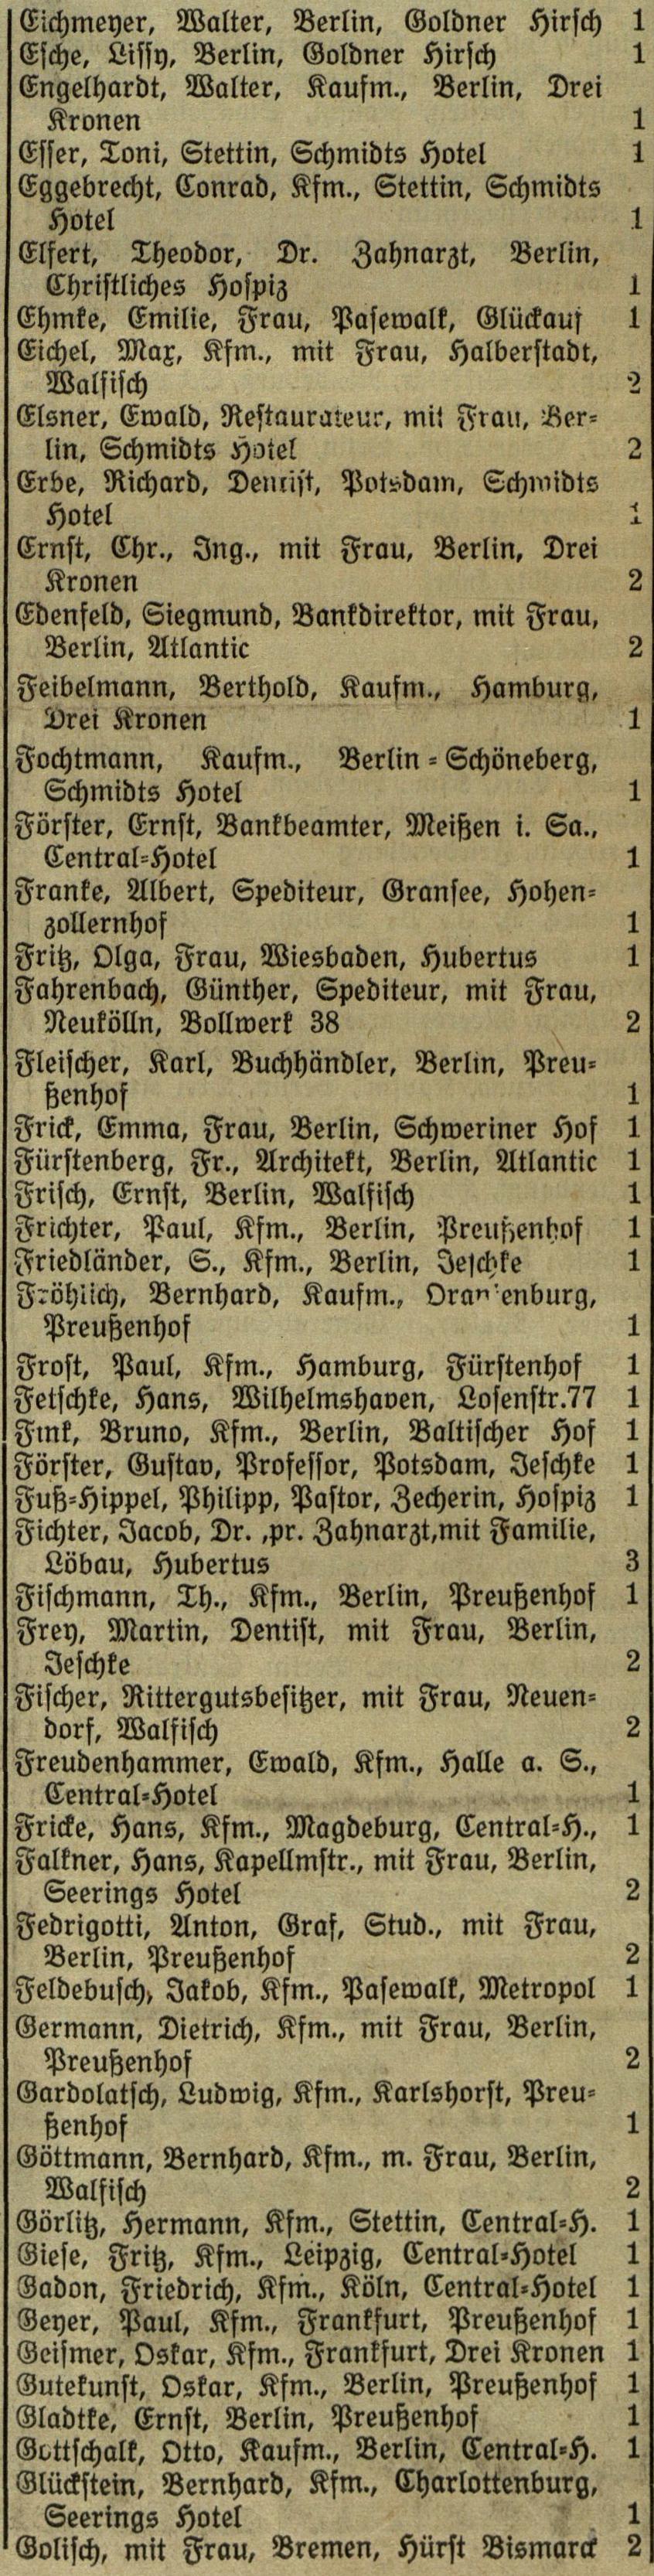 Eichmeyer, Walter, Berlin, Goldner Hirsch 1
Esche, Lissy, Berlin, Goldner Hirsch 1
Engelhardt, Walter, Kaufm., Berlin, Drei
Kronen 1
Esser, Toni, Stettin, Schmidts Hotel 1
Eggebrecht, Conrad, Kfm., Stettin, Schmidts
Hotel 1
Elfert, Theodor, Dr. Zahnarzt, Berlin,
Christliches Hospiz 1
Ehmke, Emilie, Frau, Pasewalk, Glückauf 1
Eichel, Max, Kfm., mit Frau, Halberstadt,
Walfisch 2
Elsner, Ewald, Restaurateur, mit Frau, Ber-
lin, Schmidts Hotel 2
Erbe, Richard, Dentist, Potsdam, Schmidts
Hotel 1
Ernst, Chr., Ing., mit Frau, Berlin, Drei
Kronen 2
Edenfeld, Siegmund, Bankdirektor, mit Frau,
Berlin, Atlantic 2
Feibelmann, Berthold, Kaufm., Hamburg,
Drei Kronen 1
Fochtmann, Kaufm., Berlin-Schöneberg,
Schmidts Hotel 1
Förster, Ernst, Bankbeamter, Meißen i. Sa.,
Central-Hotel 1
Franke, Albert, Spediteur, Gransee, Hohen-
zollernhof 1
Fritz, Olga, Frau, Wiesbaden, Hubertus 1
Fahrenbach, Günther, Spediteur, mit Frau,
Neukölln, Bollwerk 38 2
Fleischer, Karl, Buchhändler, Berlin, Preu-
ßenhof 1
Frick, Emma, Frau, Berlin, Schweriner Hof 1
Fürstenberg, Fr., Architekt, Berlin, Atlantic 1
Frisch, Ernst, Berlin, Walfisch 1
Frichter, Paul, Kfm., Berlin, Preußenhof 1
Friedländer, S., Kfm., Berlin, Jeschke 1
Fröhlich, Bernhard, Kaufm., Oranienburg,
Preußenhof 1
Frost, Paul, Kfm., Hamburg, Fürstenhof 1
Fetschke, Hans, Wilhelmshaven, Losenstr.77 1
Fink, Bruno, Kfm., Berlin, Baltischer Hof 1
Förster, Gustav, Professor, Potsdam, Jeschke 1
Fuß-Hippel, Philipp, Pastor, Zecherin, Hospiz 1
Fichter, Jacob, Dr. ,pr. Zahnarzt,mit Familie,
Löbau, Hubertus 3
Fischmann, Th., Kfm., Berlin, Preußenhof 1
Frey, Martin, Dentist, mit Frau, Berlin,
Jeschke 2
Fischer, Rittergutsbesitzer, mit Frau, Neuen-
dorf, Walfisch 2
Freudenhammer, Ewald, Kfm., Halle a. S.,
Central-Hotel 1
Fricke, Hans, Kfm., Magdeburg, Central-H., 1
Falkner, Hans, Kapellmstr., mit Frau, Berlin,
Seerings Hotel 2
Fedrigotti, Anton, Graf, Stud., mit Frau,
Berlin, Preußenhof 2
Feldebusch, Jakob, Kfm., Pasewalk, Metropol 1
Germann, Dietrich, Kfm., mit Frau, Berlin,
Preußenhof 2
Gardolatsch, Ludwig, Kfm., Karlshorst, Preu-
ßenhof 1
Göttmann, Bernhard, Kfm., m. Frau, Berlin,
Walfisch 2
Görlitz, Hermann, Kfm., Stettin, Central-H. 1
Giese, Fritz, Kfm., Leipzig, Central-Hotel 1
Gadon, Friedrich, Kfm., Köln, Central-Hotel 1
Geyer, Paul, Kfm., Frankfurt, Preußenhof 1
Geismer, Oskar, Kfm., Frankfurt, Drei Kronen 1
Gutekunst, Oskar, Kfm., Berlin, Preußenhof 1
Gladtke, Ernst, Berlin, Preußenhof 1
Gottschalk, Otto, Kaufm., Berlin, Central-H. 1
Glückstein, Bernhard, Kfm., Charlottenburg,
Seerings Hotel 1
Golisch, mit Frau, Bremen, Hürst Bismarck 2